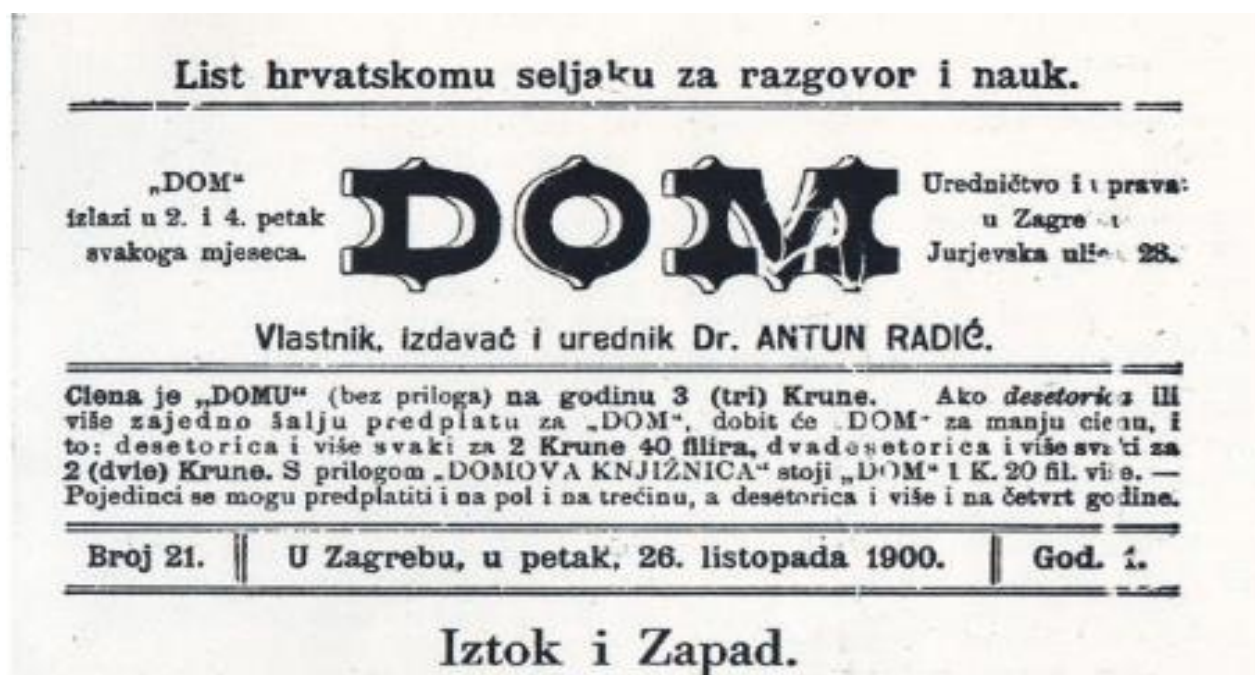 List hrvatskomu seljaku za razgovor i nauk.
„DOM“
izlazi u 2. i 4. petak
svakoga mjeseca.
DOM
Uredničtvo i uprava:
u Zagrebu
Jurjevska ulica 28.
Vlastnik, izdavač i urednik Dr. ANTUN RADIĆ.
Ciena je „DOMU“ (bez priloga) na godinu 3 (tri) Krune. Ako desetorica ili
više zajedno šalju predplatu za „DOM“, dobit će „DOM“ za manju cienu, i
to: desetorica i više svaki za 2 Krune 40 filira, dvadesetorica i više svaki za
2 (dvie) Krune. S prilogom „DOMOVA KNJIŽNICA“ stoji „DOM“ 1 K. 20 fil. više. —
Pojedinci se mogu predplatiti i na pol i na trećinu, a desetorica i više i na četvrt godine.
Broj 21.
U Zagrebu, u petak, 26. listopada 1900.
God. 1.
Iztok i Zapad.